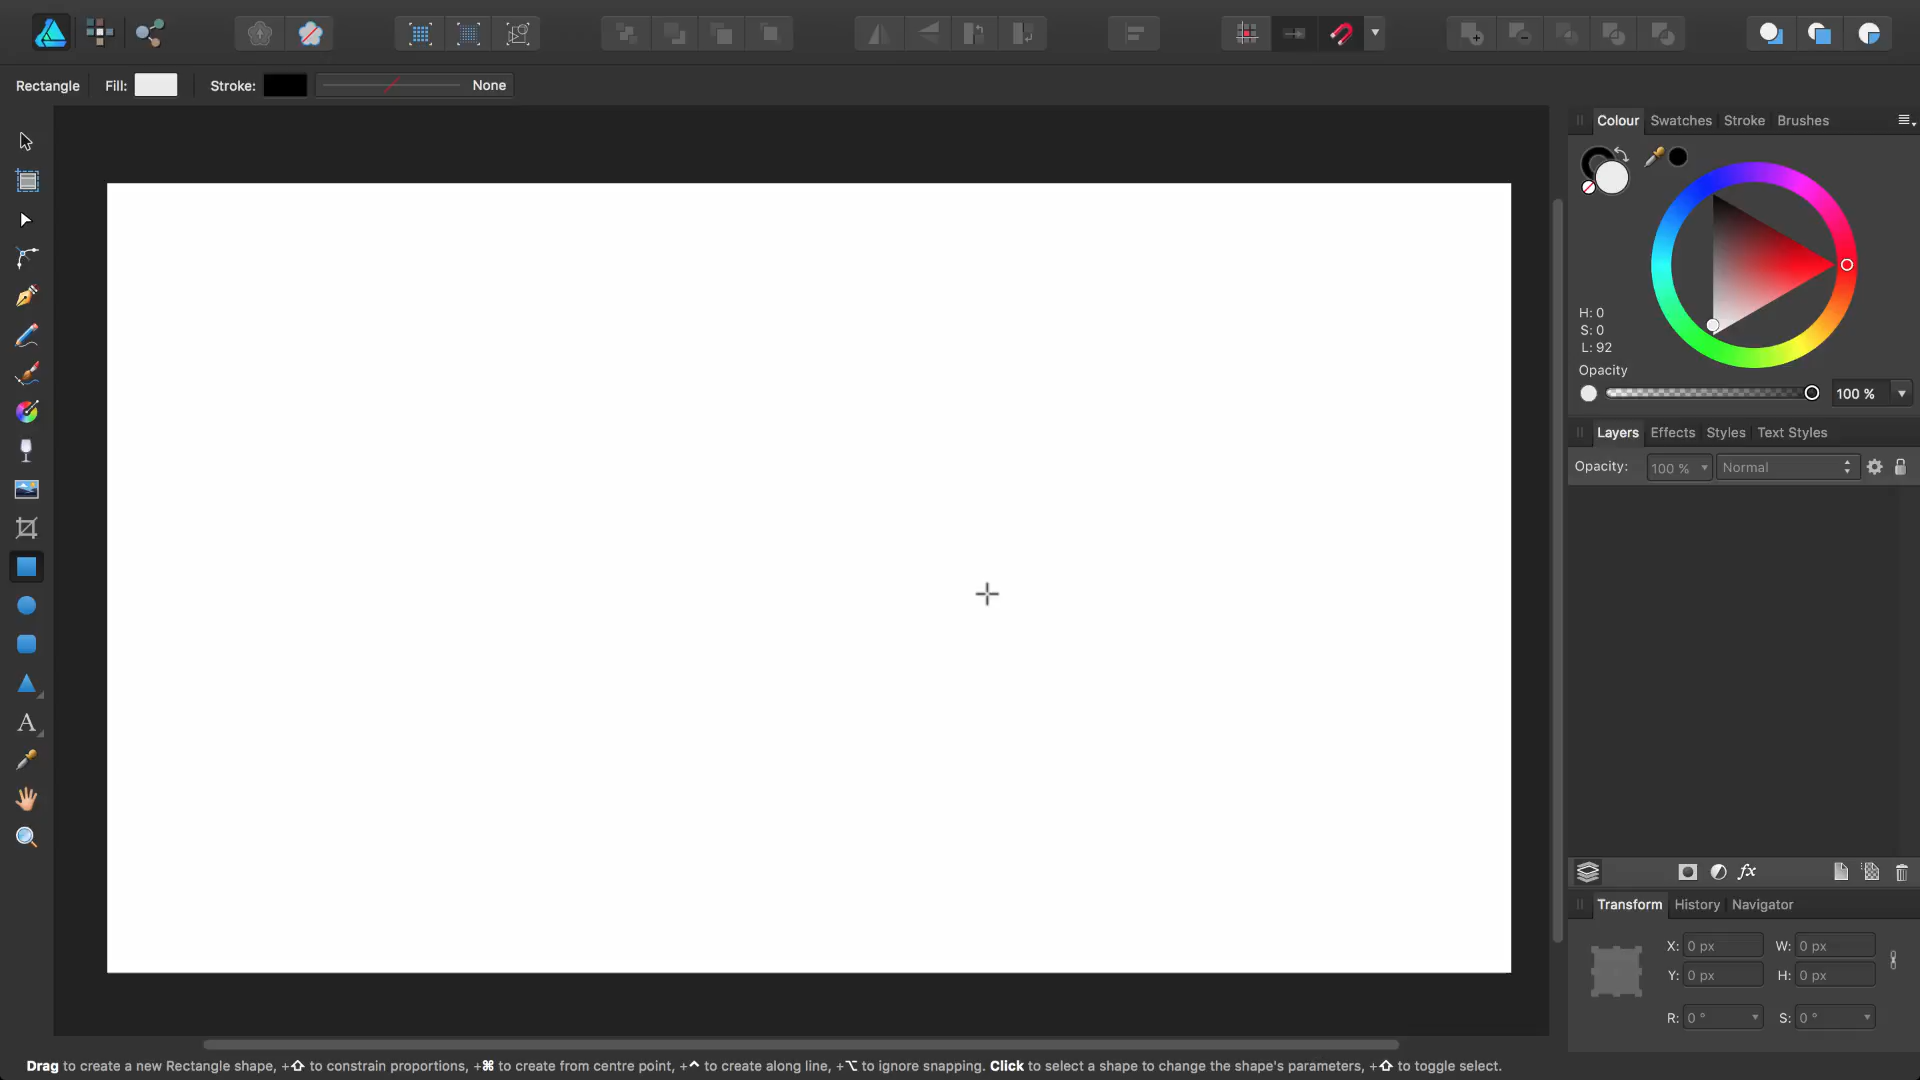 Rectangle Fill: Stroke: None
Colour Swatches Stroke Brushes
H: 0
S: 0
L: 92
Opacity
100 %
Layers Effects Styles Text Styles
Opacity: 100 % Normal
fx
Transform History Navigator
X: 0 px W: 0 px
Y: 0 px H: 0 px
R: 0 ° S: 0 °
Drag to create a new Rectangle shape, +⇧ to constrain proportions, +⌘ to create from centre point, +⌃ to create along line, +⌥ to ignore snapping. Click to select a shape to change the shape's parameters, +⇧ to toggle select.